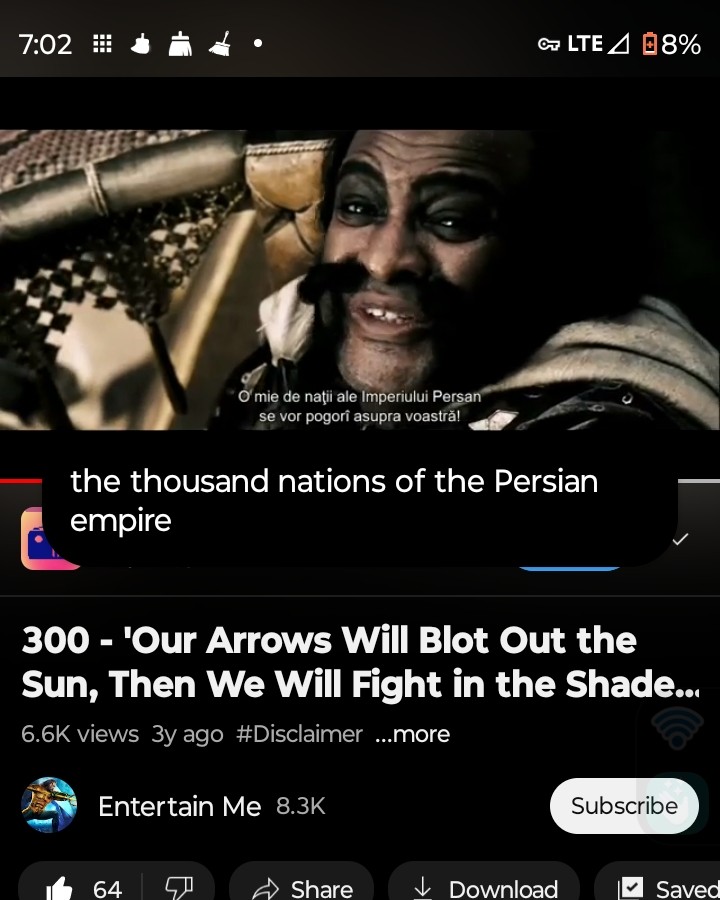 7:02
LTE
8%
O mie de naţii ale Imperiului Persan
se vor pogorî asupra voastră!
the thousand nations of the Persian
empire
300 - 'Our Arrows Will Blot Out the
Sun, Then We Will Fight in the Shade...
6.6K views 3y ago #Disclaimer ...more
Entertain Me 8.3K
Subscribe
64
Share
Download
Saved